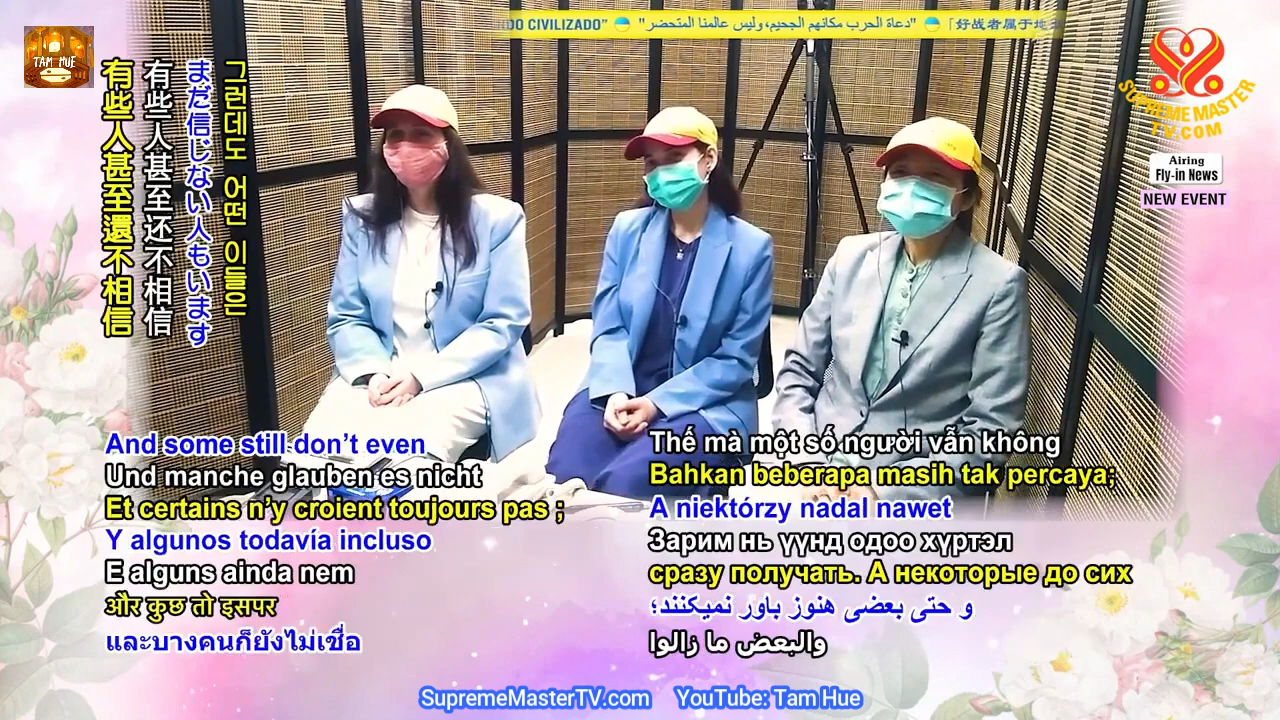 DO CIVILIZADO" "دعاة الحرب مكانهم الجحيم، وليس عالمنا المتحضر" 「好战者属于地
TAM HUE
SUPREME MASTER
TV.COM
Airing
Fly-in News
NEW EVENT
그런데도 어떤 이들은
まだ信じない人もいます
有些人甚至还不相信
有些人甚至還不相信
And some still don't even
Und manche glauben es nicht
Et certains n'y croient toujours pas ;
Y algunos todavía incluso
E alguns ainda nem
और कुछ तो इसपर
และบางคนก็ยังไม่เชื่อ
Thế mà một số người vẫn không
Bahkan beberapa masih tak percaya;
A niektórzy nadal nawet
Зарим нь үүнд одоо хүртэл
сразу получать. А некоторые до сих
و حتی بعضی هنوز باور نمیکنند؛
والبعض ما زالوا
SupremeMasterTV.com YouTube: Tam Hue